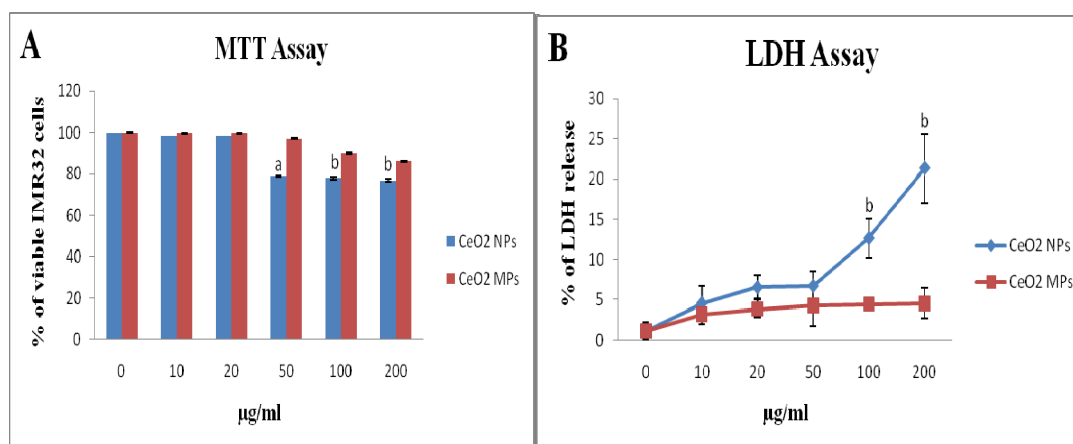 A
MTT Assay
% of viable IMR32 cells
120
100
80
60
40
20
0
a
b
b
0 10 20 50 100 200
µg/ml
CeO2 NPs
CeO2 MPs
B
LDH Assay
% of LDH release
30
25
20
15
10
5
0
b
b
0 10 20 50 100 200
µg/ml
CeO2 NPs
CeO2 MPs